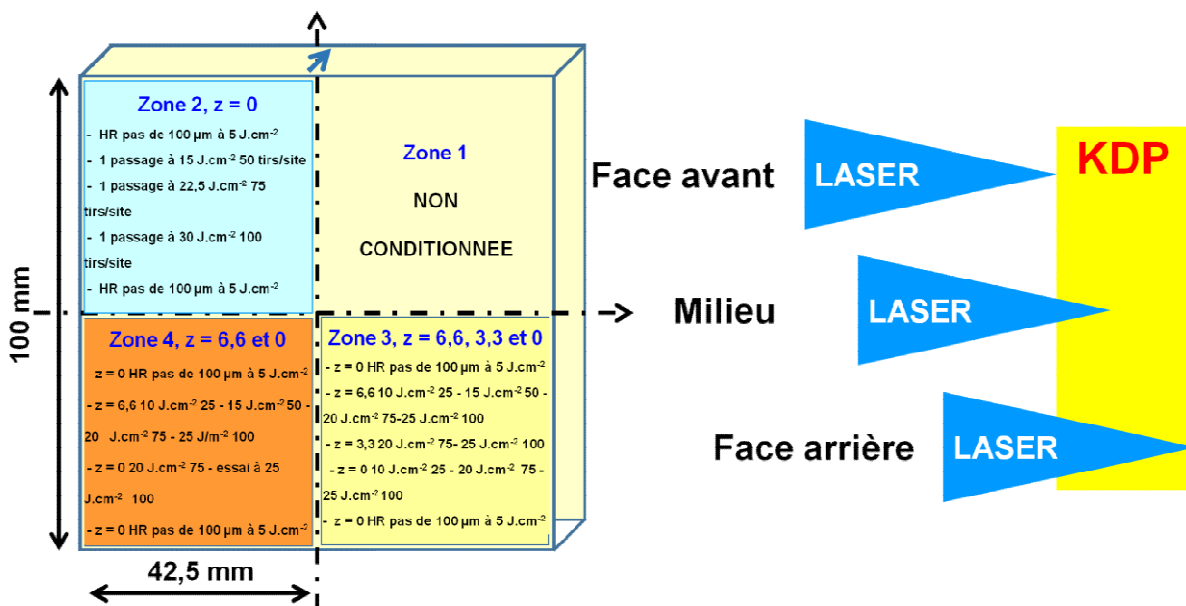 Zone 2, z = 0
- HR pas de 100 µm à 5 J.cm⁻²
- 1 passage à 15 J.cm⁻² 50 tirs/site
- 1 passage à 22,5 J.cm⁻² 75
tirs/site
- 1 passage à 30 J.cm⁻² 100
tirs/site
- HR pas de 100 µm à 5 J.cm⁻²
Zone 1
NON
CONDITIONNEE
Zone 4, z = 6,6 et 0
z = 0 HR pas de 100 µm à 5 J.cm⁻²
- z = 6,6 10 J.cm⁻² 25 - 15 J.cm⁻² 50 -
20 J.cm⁻² 75 - 25 J/m⁻² 100
- z = 0 20 J.cm⁻² 75 - essai à 25
J.cm⁻² 100
- z = 0 HR pas de 100 µm à 5 J.cm⁻²
Zone 3, z = 6,6, 3,3 et 0
- z = 0 HR pas de 100 µm à 5 J.cm⁻²
- z = 6,6 10 J.cm⁻² 25 - 15 J.cm⁻² 50 -
20 J.cm⁻² 75-25 J.cm⁻² 100
- z = 3,3 20 J.cm⁻² 75- 25 J.cm⁻² 100
- z = 0 10 J.cm⁻² 25 - 20 J.cm⁻² 75 -
25 J.cm⁻² 100
- z = 0 HR pas de 100 µm à 5 J.cm⁻²
100 mm
42,5 mm
KDP
Face avant
LASER
Milieu
LASER
Face arrière
LASER